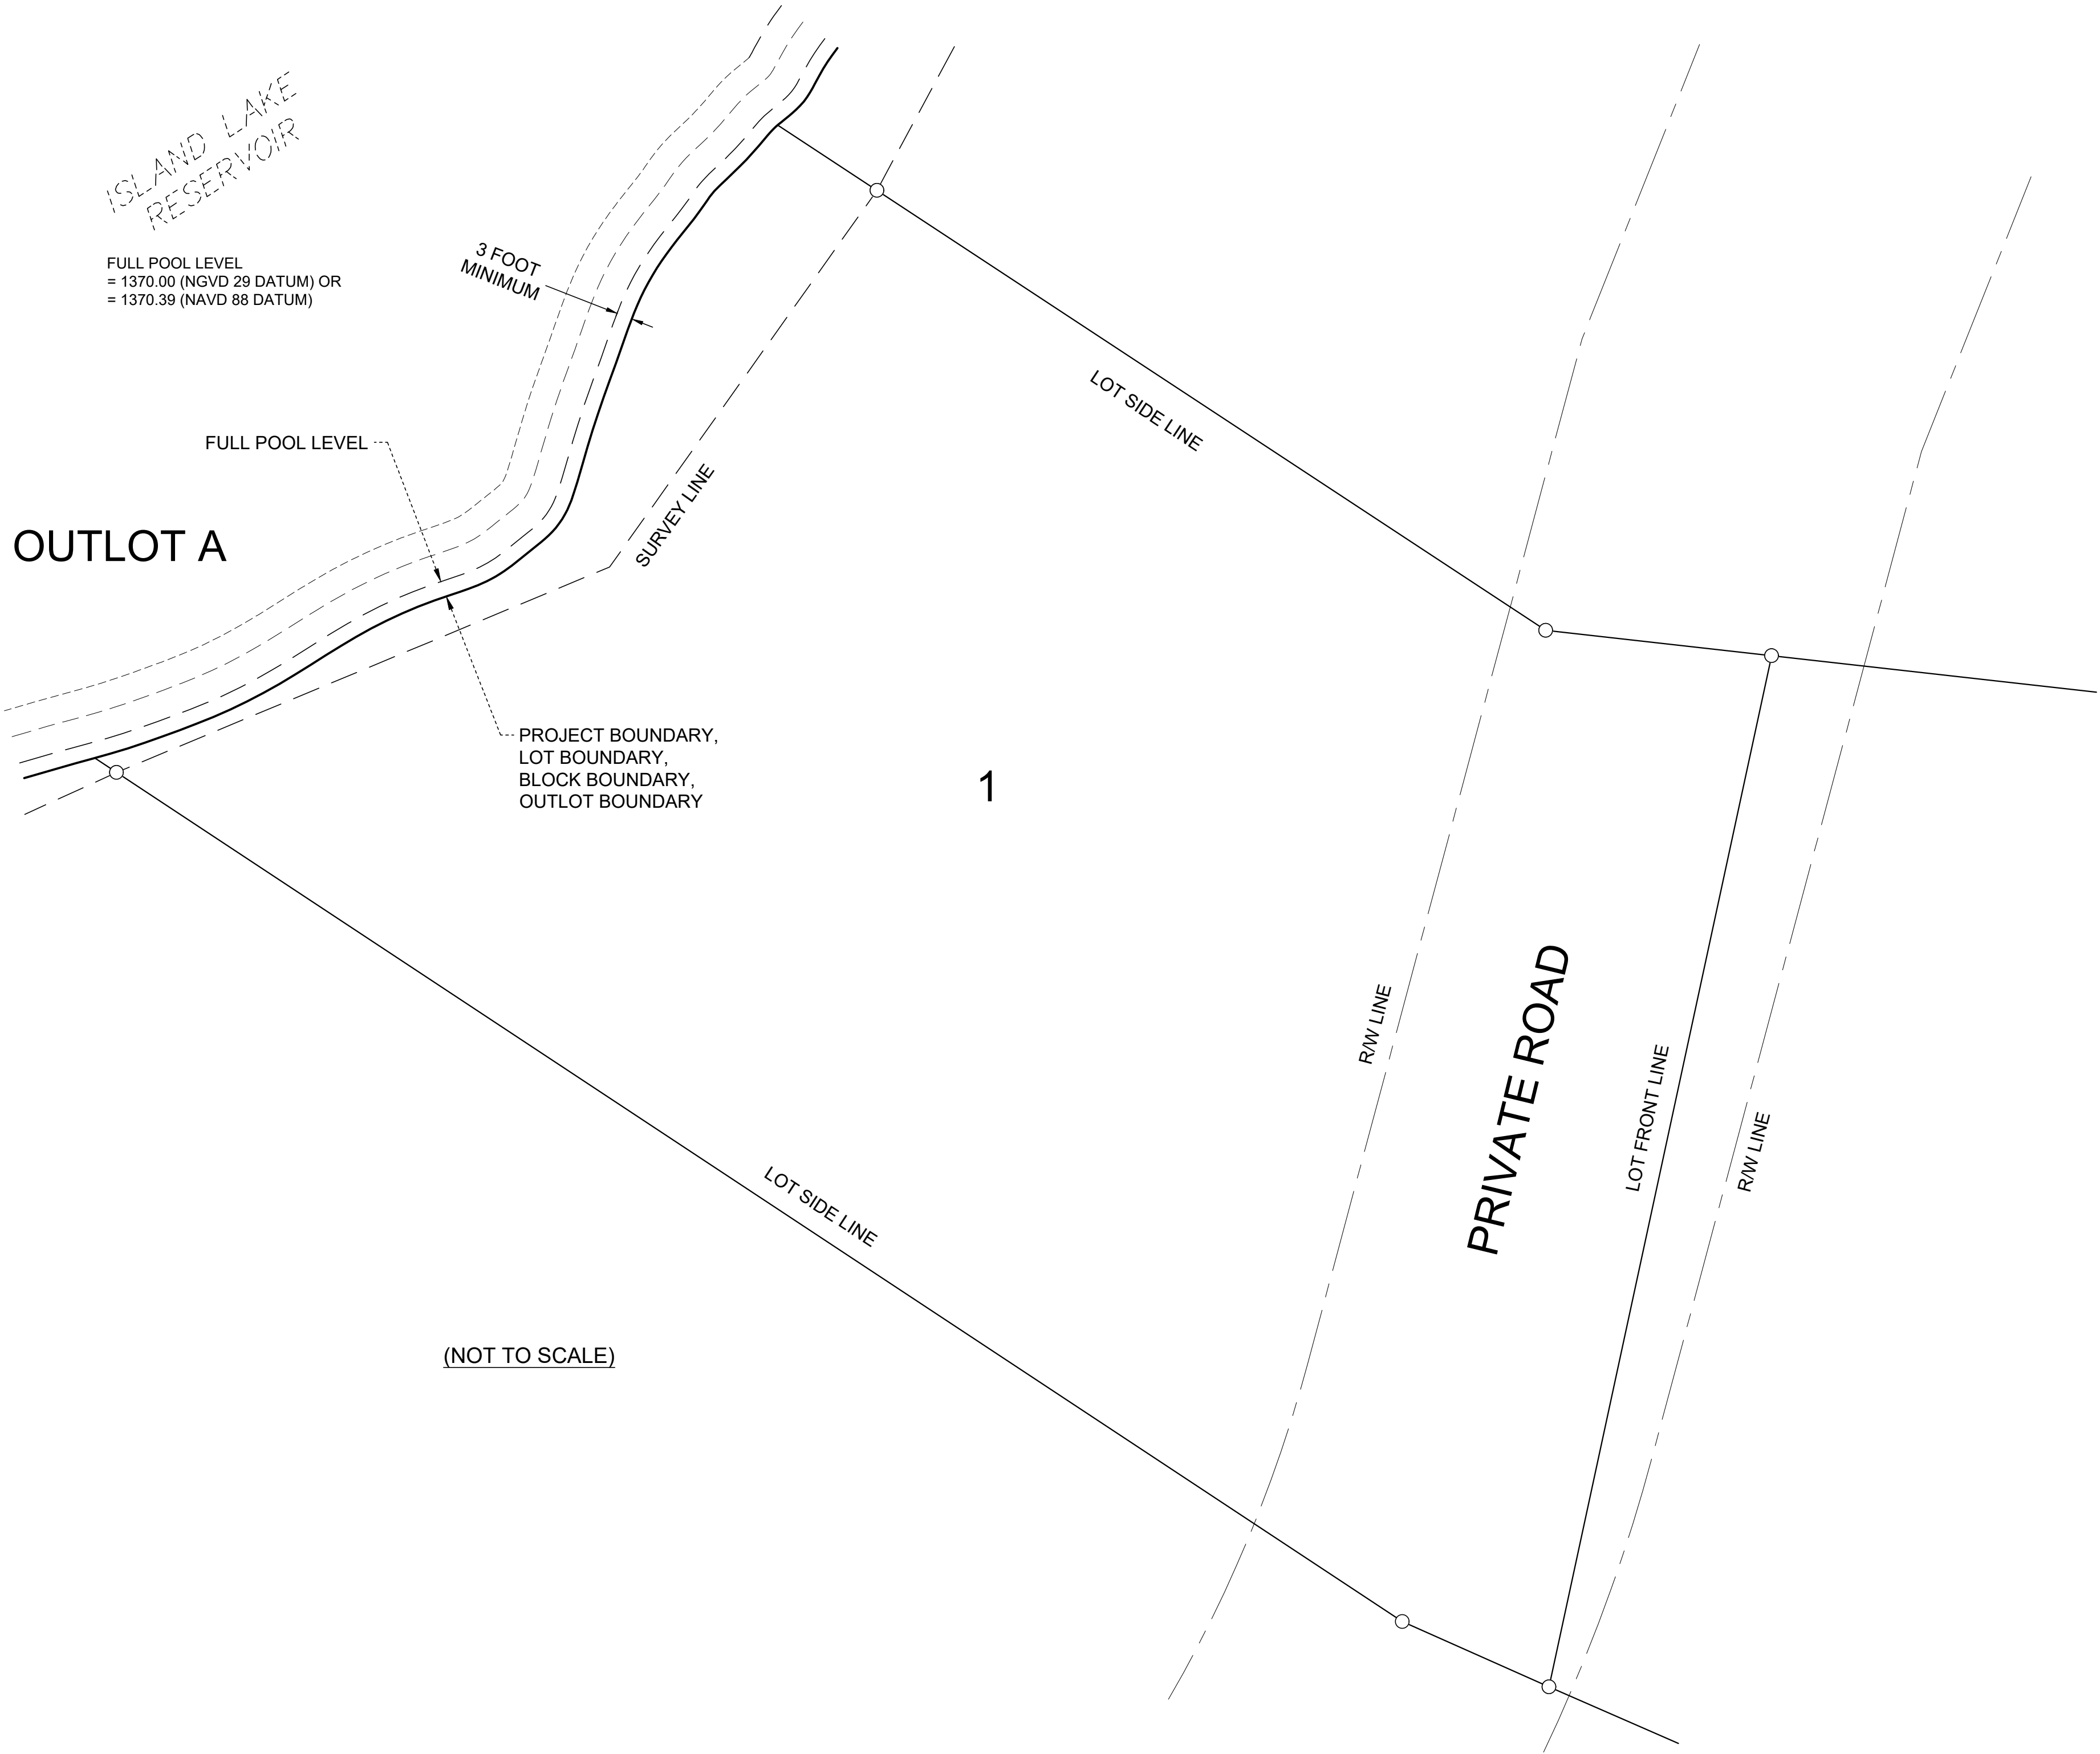 ISLAND LAKE
RESERVOIR
FULL POOL LEVEL
= 1370.00 (NGVD 29 DATUM) OR
= 1370.39 (NAVD 88 DATUM)
3 FOOT
MINIMUM
LOT SIDE LINE
FULL POOL LEVEL
SURVEY LINE
OUTLOT A
PROJECT BOUNDARY,
LOT BOUNDARY,
BLOCK BOUNDARY,
OUTLOT BOUNDARY
1
R/W LINE
PRIVATE ROAD
LOT FRONT LINE
R/W LINE
LOT SIDE LINE
(NOT TO SCALE)